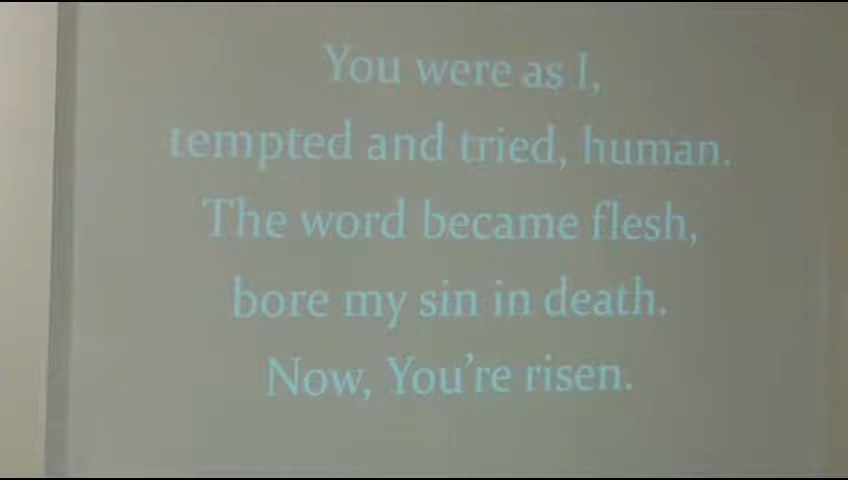 You were as I,
tempted and tried, human.
The word became flesh,
bore my sin in death.
Now, You’re risen.